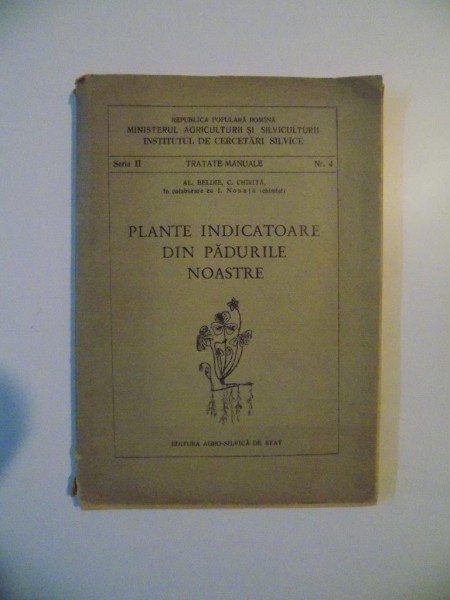 REPUBLICA POPULARĂ ROMÎNĂ
MINISTERUL AGRICULTURII ȘI SILVICULTURII
INSTITUTUL DE CERCETĂRI SILVICE
Seria II TRATATE-MANUALE Nr. 4
AL. BELDIE, C. CHIRIȚĂ,
în colaborare cu I.
PLANTE INDICATOARE
DIN PĂDURILE
NOASTRE
EDITURA AGRO-SILVICĂ DE STAT